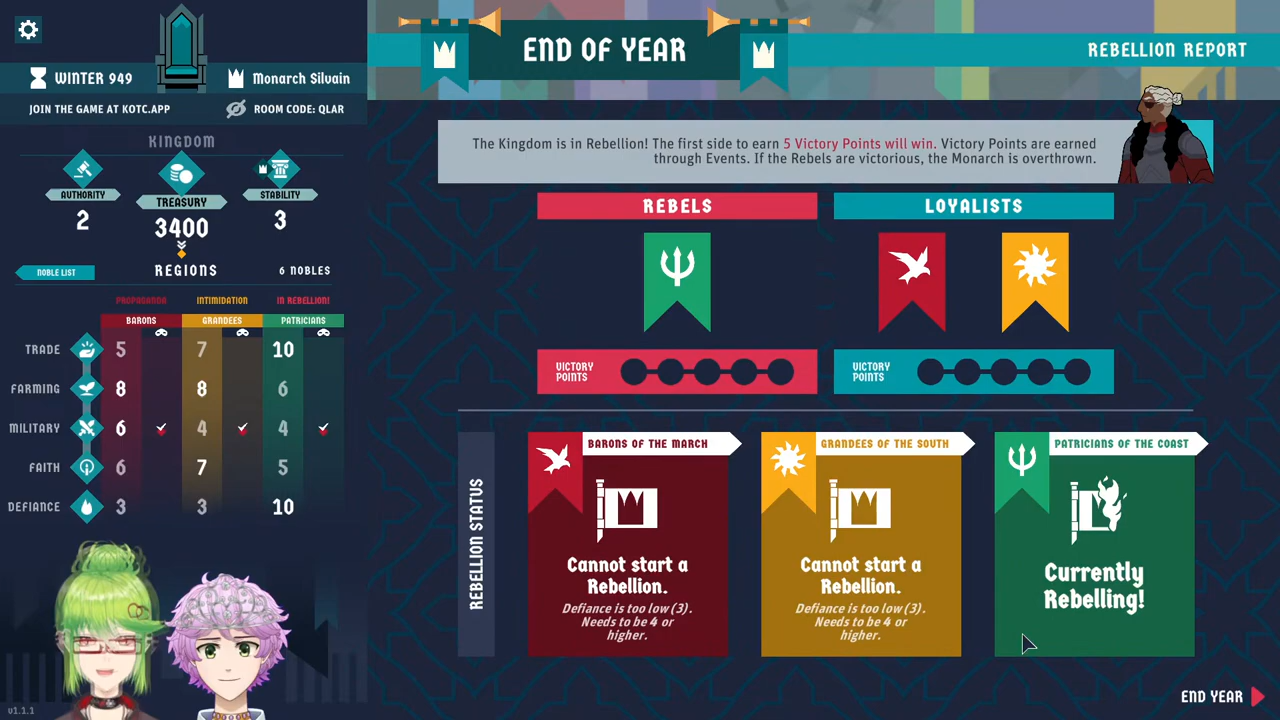 END OF YEAR
REBELLION REPORT
WINTER 949
Monarch Silvain
JOIN THE GAME AT KOTC.APP
ROOM CODE: QLAR
KINGDOM
AUTHORITY
TREASURY
STABILITY
2
3400
3
NOBLE LIST
REGIONS
6 NOBLES
PROPAGANDA
INTIMIDATION
IN REBELLION!
BARONS
GRANDEES
PATRICIANS
TRADE 5 7 10
FARMING 8 8 6
MILITARY 6 4 4
FAITH 6 7 5
DEFIANCE 3 3 10
v1.1.1
The Kingdom is in Rebellion! The first side to earn 5 Victory Points will win. Victory Points are earned
through Events. If the Rebels are victorious, the Monarch is overthrown.
REBELS
LOYALISTS
VICTORY
POINTS
VICTORY
POINTS
REBELLION STATUS
BARONS OF THE MARCH
Cannot start a
Rebellion.
Defiance is too low (3).
Needs to be 4 or
higher.
GRANDEES OF THE SOUTH
Cannot start a
Rebellion.
Defiance is too low (3).
Needs to be 4 or
higher.
PATRICIANS OF THE COAST
Currently
Rebelling!
END YEAR